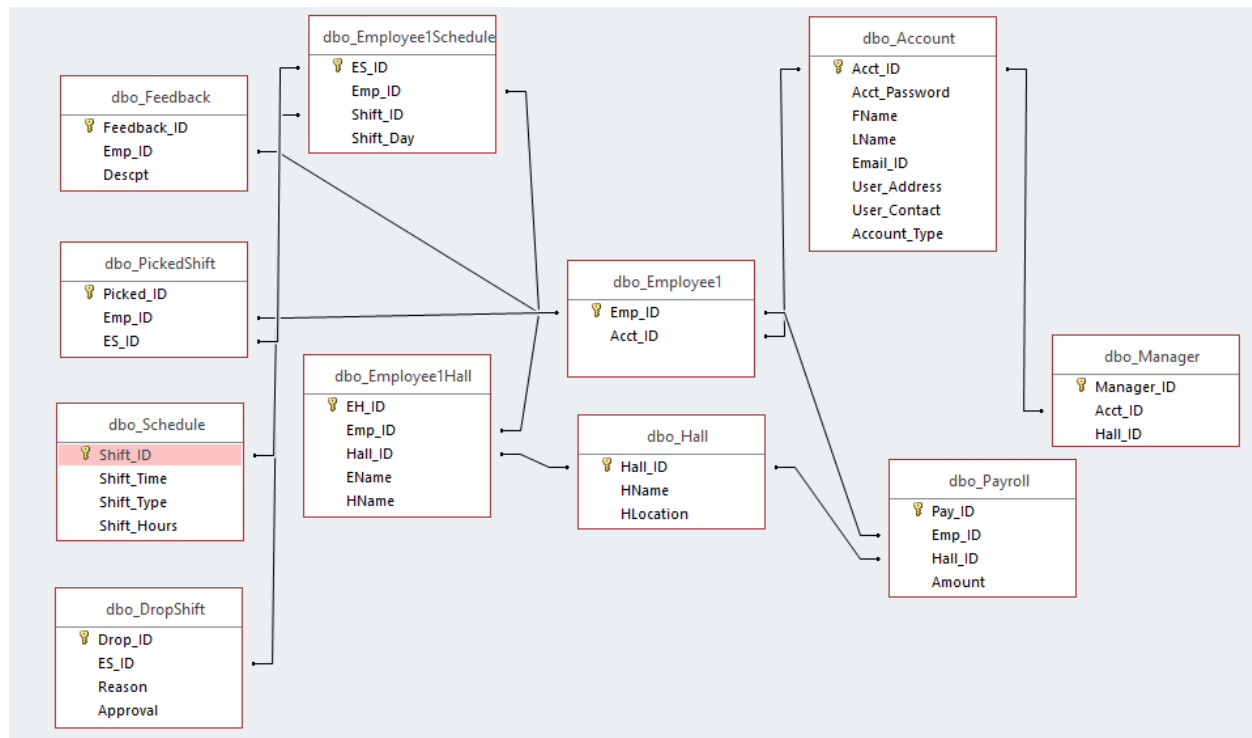 dbo_Feedback
Feedback_ID
Emp_ID
Descpt
dbo_PickedShift
Picked_ID
Emp_ID
ES_ID
dbo_Schedule
Shift_ID
Shift_Time
Shift_Type
Shift_Hours
dbo_DropShift
Drop_ID
ES_ID
Reason
Approval
dbo_Employee1Schedule
ES_ID
Emp_ID
Shift_ID
Shift_Day
dbo_Employee1Hall
EH_ID
Emp_ID
Hall_ID
EName
HName
dbo_Employee1
Emp_ID
Acct_ID
dbo_Hall
Hall_ID
HName
HLocation
dbo_Account
Acct_ID
Acct_Password
FName
LName
Email_ID
User_Address
User_Contact
Account_Type
dbo_Manager
Manager_ID
Acct_ID
Hall_ID
dbo_Payroll
Pay_ID
Emp_ID
Hall_ID
Amount